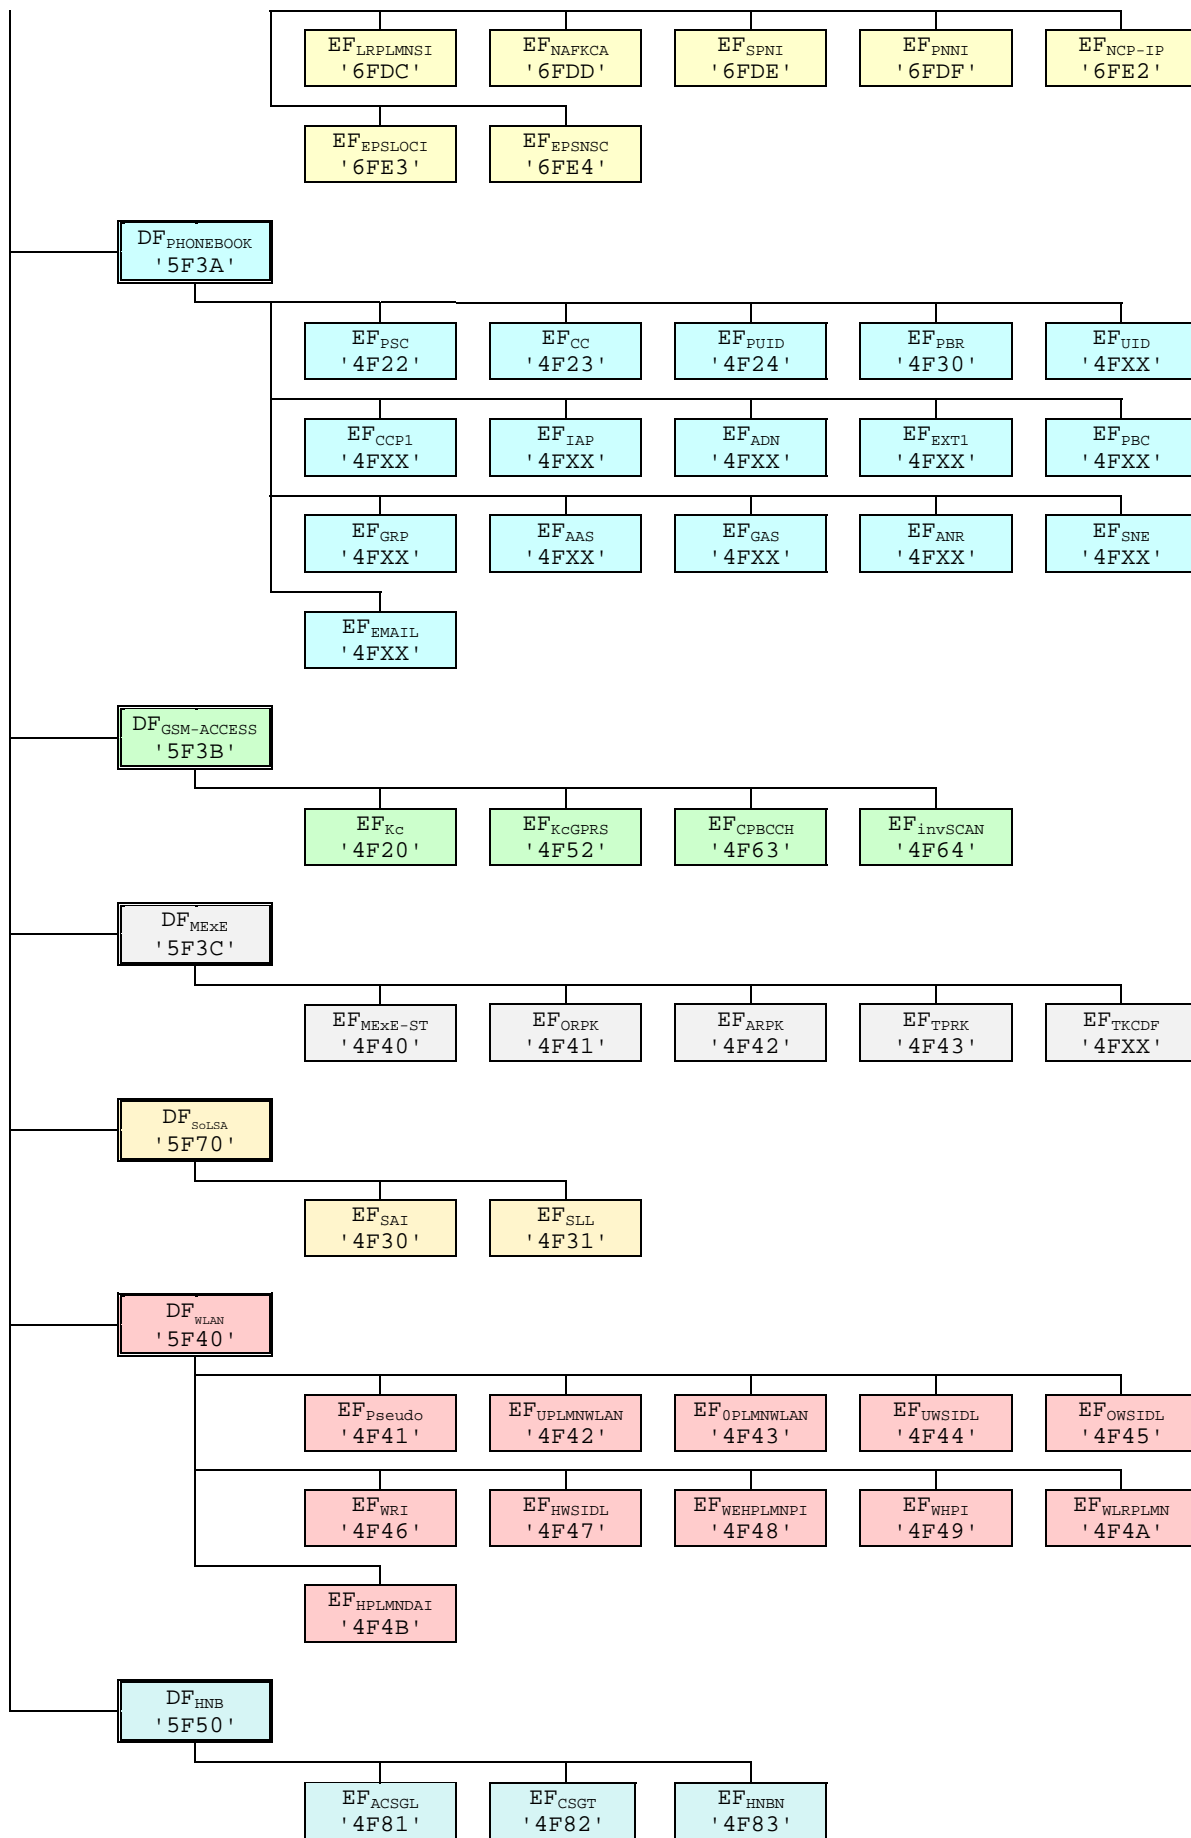 EFLRPLMNSI EFNAFKCA EFSPNI EFPNNI EFNCP-IP
'6FDC' '6FDD' '6FDE' '6FDF' '6FE2'
EFEPSLOCI EFEPSNSC
'6FE3' '6FE4'
DFPHONEBOOK
'5F3A'
EFPSC EFCC EFPUID EFPBR EFUID
'4F22' '4F23' '4F24' '4F30' '4FXX'
EFCCP1 EFIAP EFADN EFEXT1 EFPBC
'4FXX' '4FXX' '4FXX' '4FXX' '4FXX'
EFGRP EFAAS EFGAS EFANR EFSNE
'4FXX' '4FXX' '4FXX' '4FXX' '4FXX'
EFEMAIL
'4FXX'
DFGSM-ACCESS
'5F3B'
EFKc EFKcGPRS EFCPBCCH EFinvSCAN
'4F20' '4F52' '4F63' '4F64'
DFMExE
'5F3C'
EFMExE-ST EFORPK EFARPK EFTPRK EFTKCDF
'4F40' '4F41' '4F42' '4F43' '4FXX'
DFSoLSA
'5F70'
EFSAI EFSLL
'4F30' '4F31'
DFWLAN
'5F40'
EFPseudo EFUPLMNWLAN EF0PLMNWLAN EFUWSIDL EFOWSIDL
'4F41' '4F42' '4F43' '4F44' '4F45'
EFWRI EFHWSIDL EFWEHPLMNPI EFWHPI EFWLRPLMN
'4F46' '4F47' '4F48' '4F49' '4F4A'
EFHPLMNDAI
'4F4B'
DFHNB
'5F50'
EFACSGL EFCSGT EFHNBN
'4F81' '4F82' '4F83'